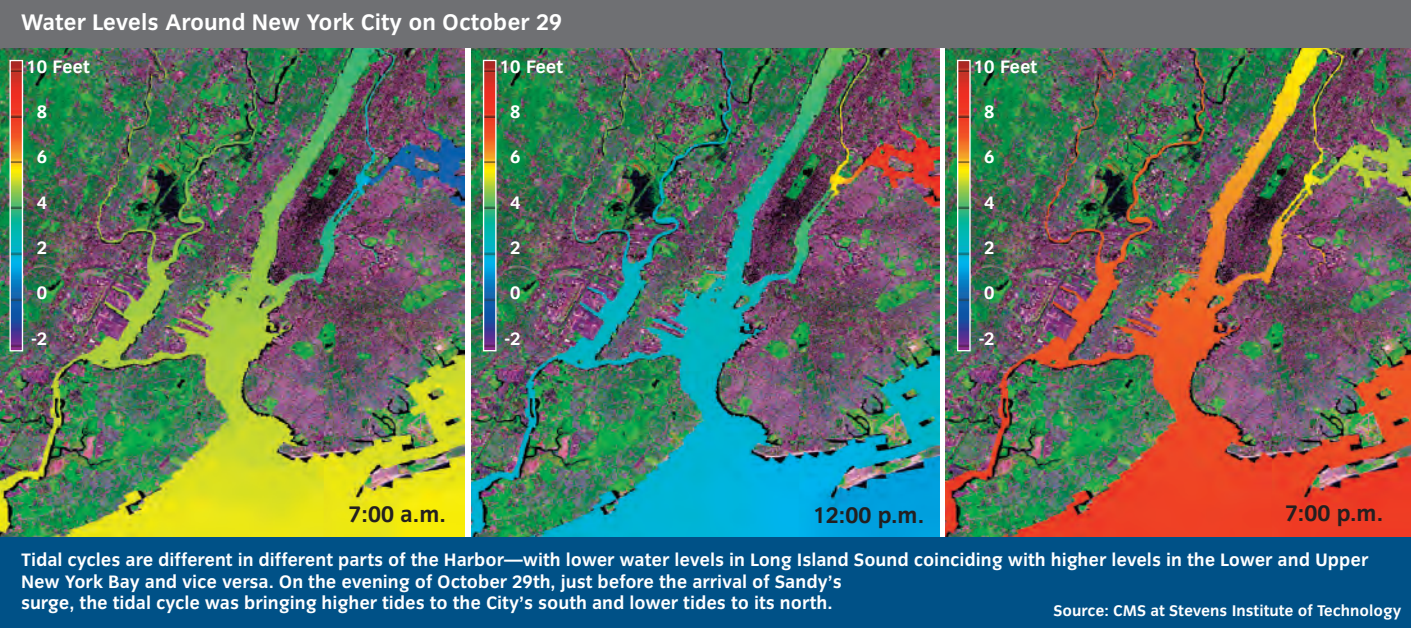 Water Levels Around New York City on October 29
10 Feet
8
6
4
2
0
-2
7:00 a.m.
10 Feet
8
6
4
2
0
-2
12:00 p.m.
10 Feet
8
6
4
2
0
-2
7:00 p.m.
Tidal cycles are different in different parts of the Harbor—with lower water levels in Long Island Sound coinciding with higher levels in the Lower and Upper
New York Bay and vice versa. On the evening of October 29th, just before the arrival of Sandy's
surge, the tidal cycle was bringing higher tides to the City's south and lower tides to its north.
Source: CMS at Stevens Institute of Technology